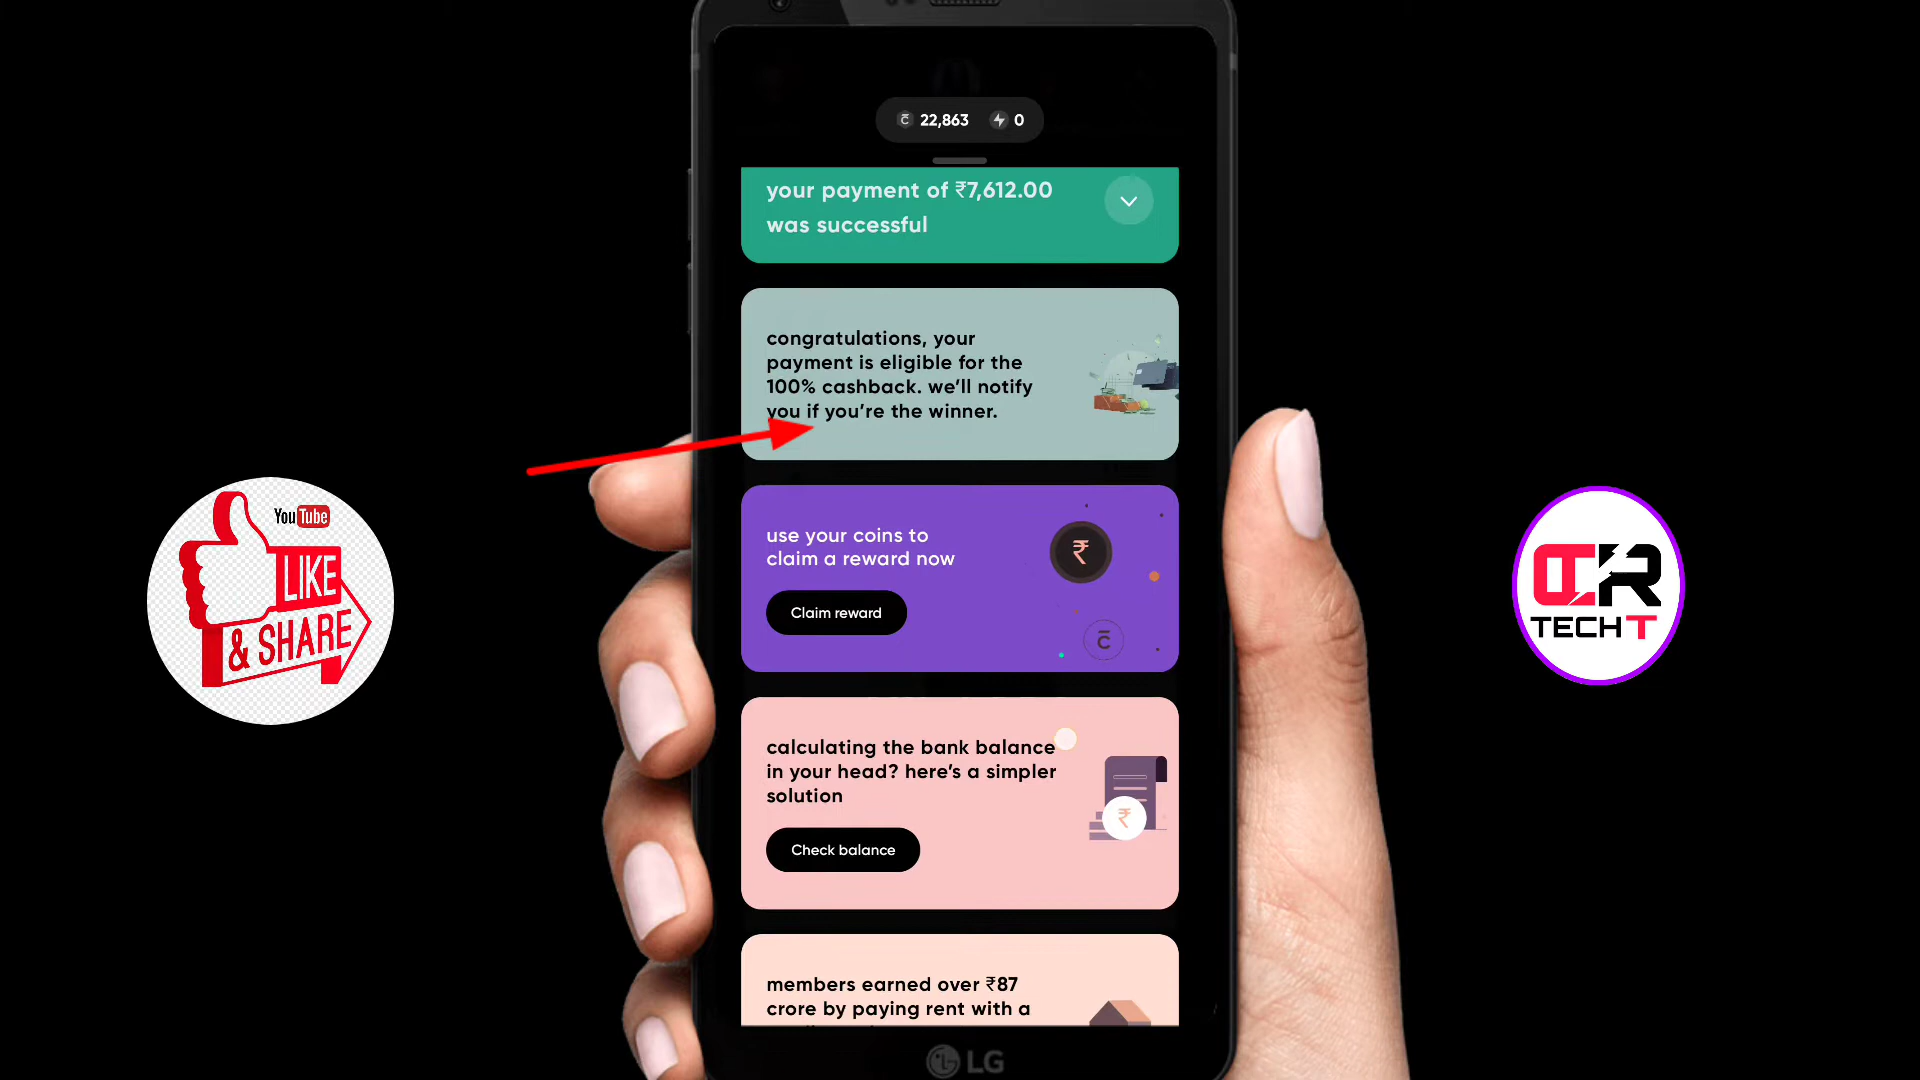 22,863 0
your payment of ₹7,612.00
was successful
congratulations, your
payment is eligible for the
100% cashback. we'll notify
you if you're the winner.
YouTube
LIKE
& SHARE
use your coins to
claim a reward now
₹
Claim reward
TECH T
calculating the bank balance
in your head? here's a simpler
solution
₹
Check balance
members earned over ₹87
crore by paying rent with a
LG